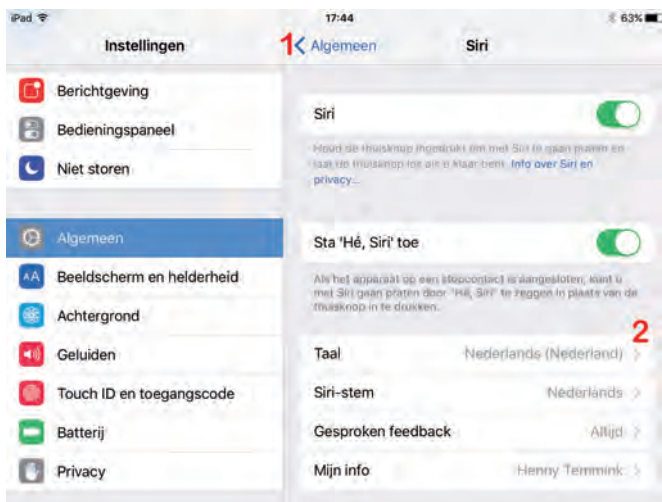 iPad 17:44 63%
Instellingen
1 Algemeen Siri
Berichtgeving
Bedieningspaneel
Niet storen
Algemeen
Beeldscherm en helderheid
Achtergrond
Geluiden
Touch ID en toegangscode
Batterij
Privacy
Siri
Houd de thuisknop ingedrukt om met Siri te gaan praten en
laat de thuisknop los als u klaar bent. Info over Siri en
privacy...
Sta 'Hé, Siri' toe
Als het apparaat op een stopcontact is aangesloten, kunt u
met Siri gaan praten door 'Hé, Siri' te zeggen in plaats van de
thuisknop in te drukken.
2
Taal Nederlands (Nederland)
Siri-stem Nederlands
Gesproken feedback Altijd
Mijn info Henny Temmink